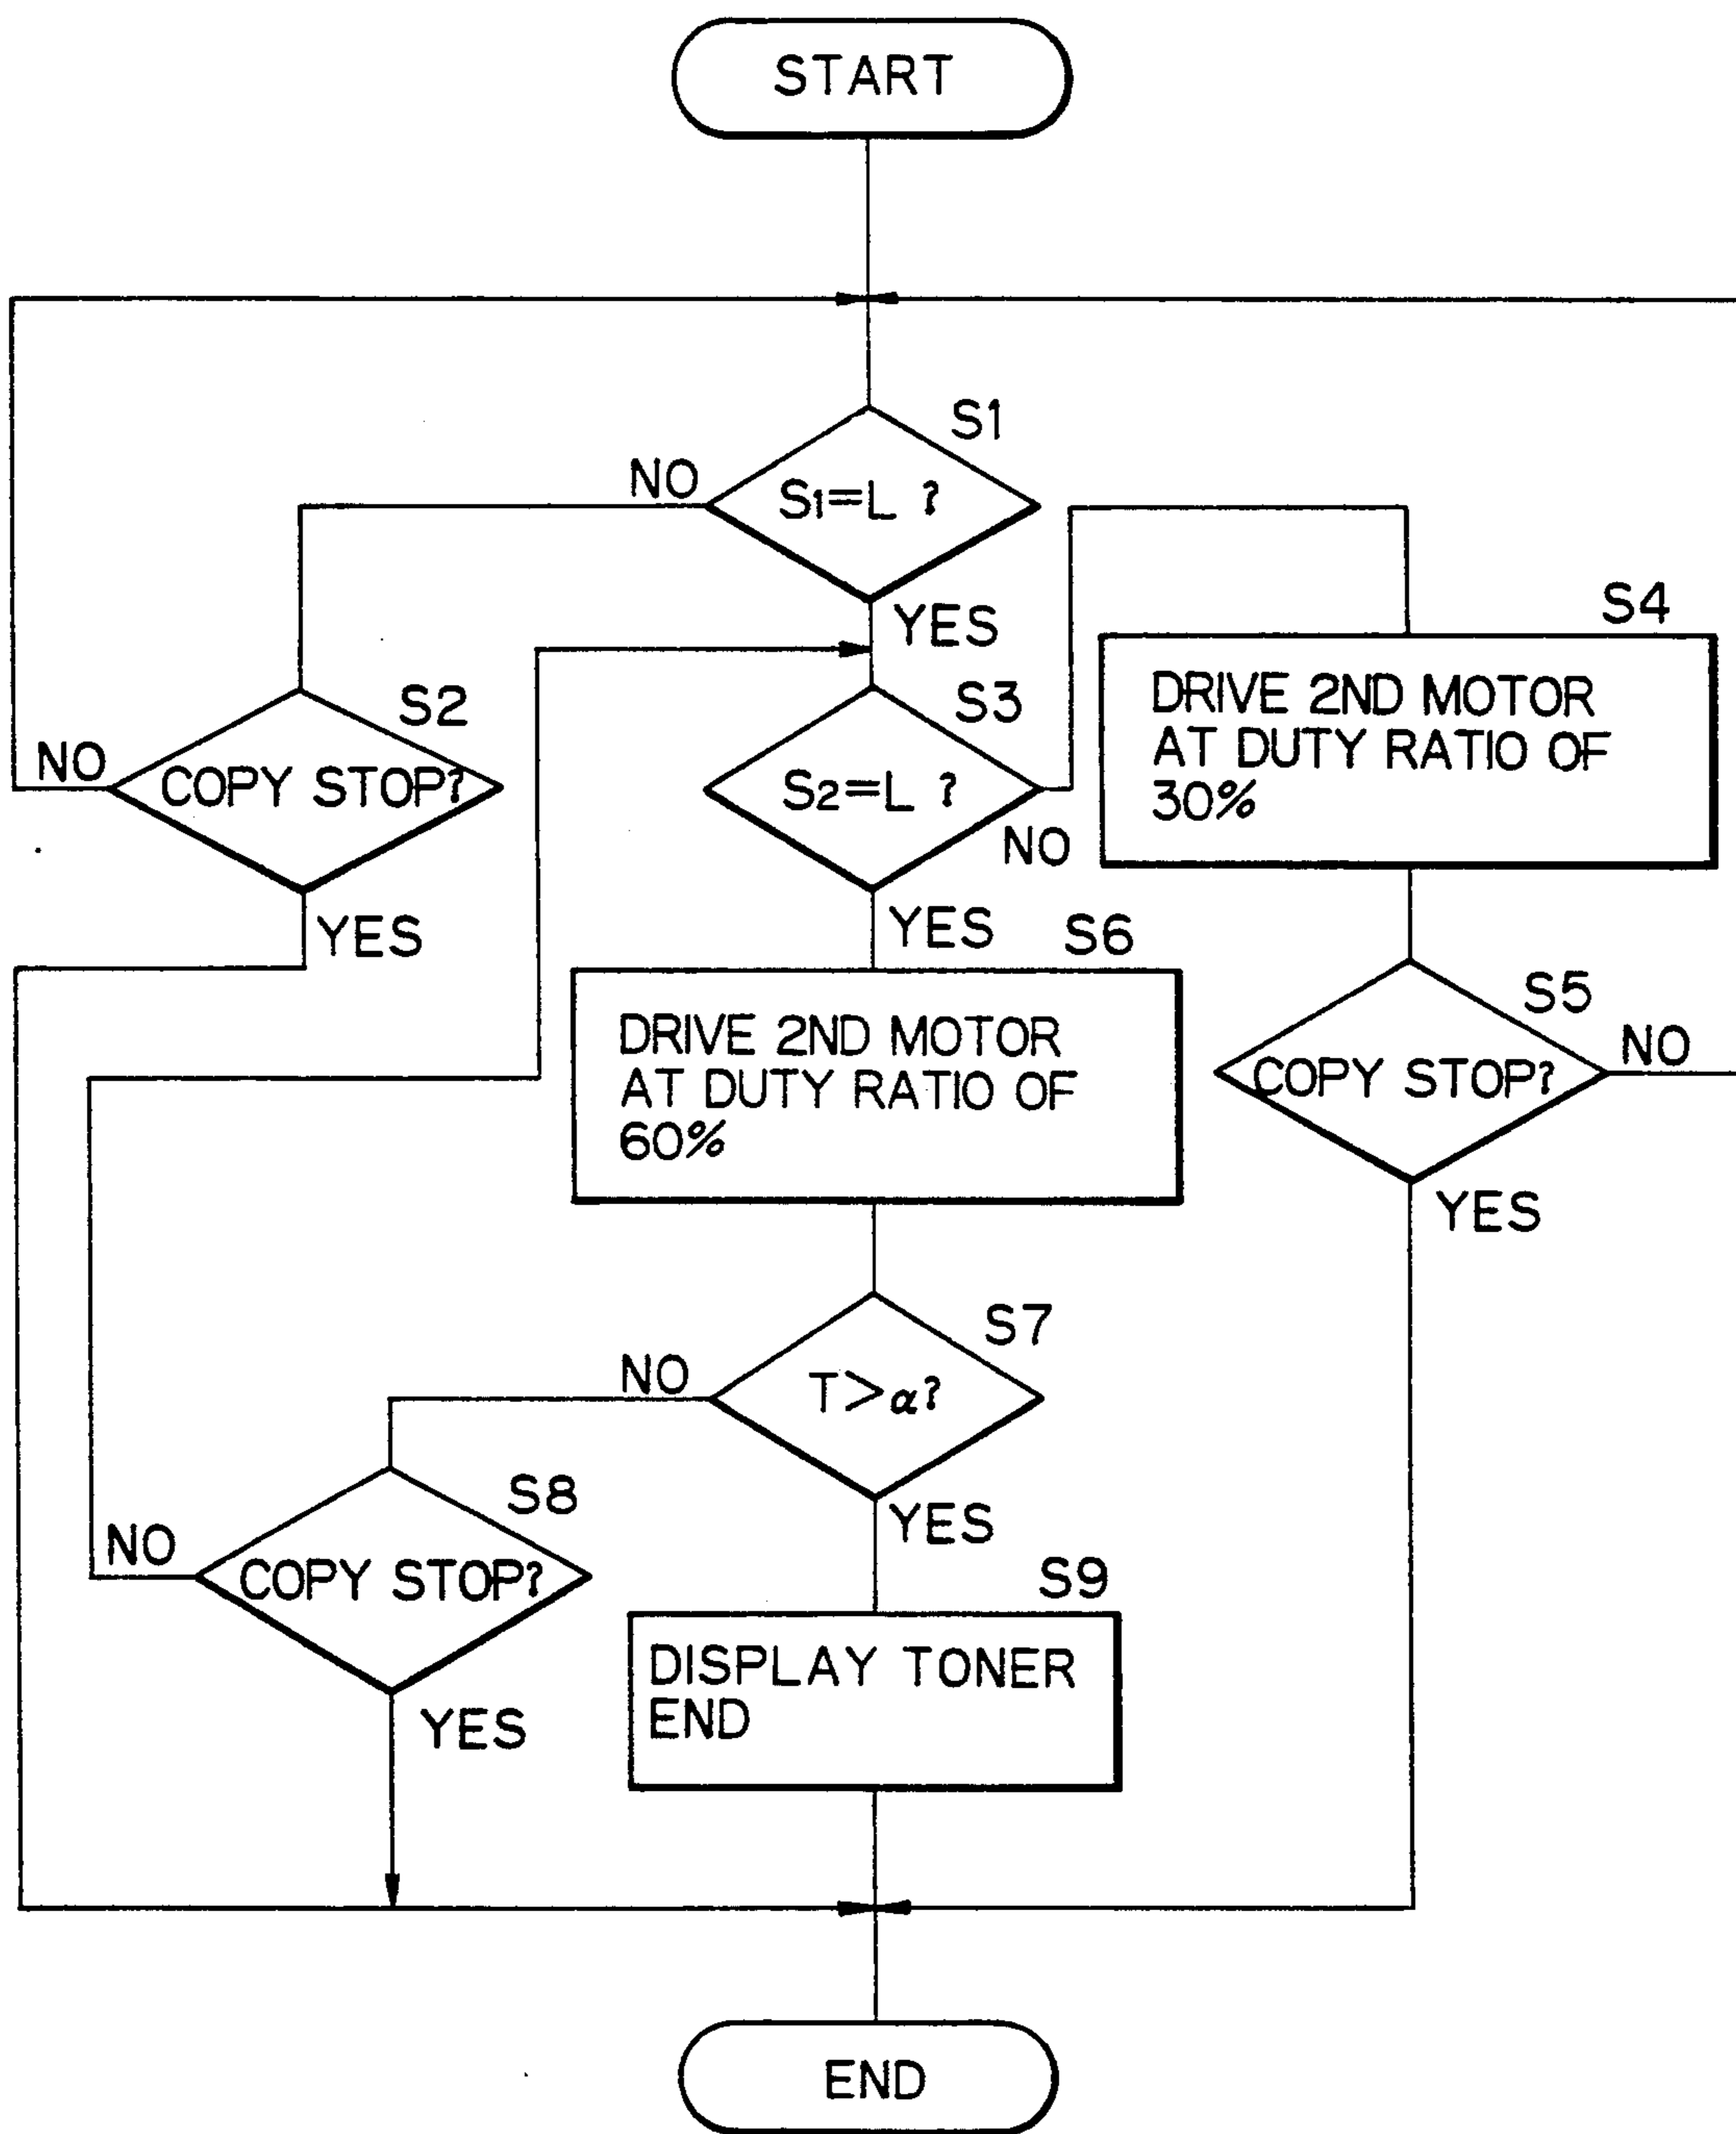 START
S1
NO
S1=L ?
YES
S4
S2
S3
DRIVE 2ND MOTOR
AT DUTY RATIO OF
30%
NO
COPY STOP?
S2=L ?
NO
YES
YES
S6
S5
DRIVE 2ND MOTOR
AT DUTY RATIO OF
60%
COPY STOP?
NO
YES
S7
NO
T>α?
S8
YES
NO
COPY STOP?
S9
DISPLAY TONER
END
YES
END